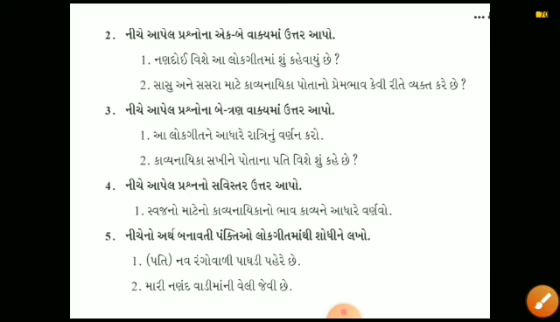 2. નીચે આપેલ પ્રશ્નોના એક-બે વાક્યમાં ઉત્તર આપો.
1. નણદોઈ વિશે આ લોકગીતમાં શું કહેવાયું છે ?
2. સાસુ અને સસરા માટે કાવ્યનાયિકા પોતાનો પ્રેમભાવ કેવી રીતે વ્યક્ત કરે છે ?
3. નીચે આપેલ પ્રશ્નોના બે-ત્રણ વાક્યમાં ઉત્તર આપો.
1. આ લોકગીતને આધારે રાત્રિનું વર્ણન કરો.
2. કાવ્યનાયિકા સખીને પોતાના પતિ વિશે શું કહે છે ?
4. નીચે આપેલ પ્રશ્નનો સવિસ્તર ઉત્તર આપો.
1. સ્વજનો માટેનો કાવ્યનાયિકાનો ભાવ કાવ્યને આધારે વર્ણવો.
5. નીચેનો અર્થ બનાવતી પંક્તિઓ લોકગીતમાંથી શોધીને લખો.
1. (પતિ) નવ રંગોવાળી પાઘડી પહેરે છે.
2. મારી નણંદ વાડીમાંની વેલી જેવી છે.